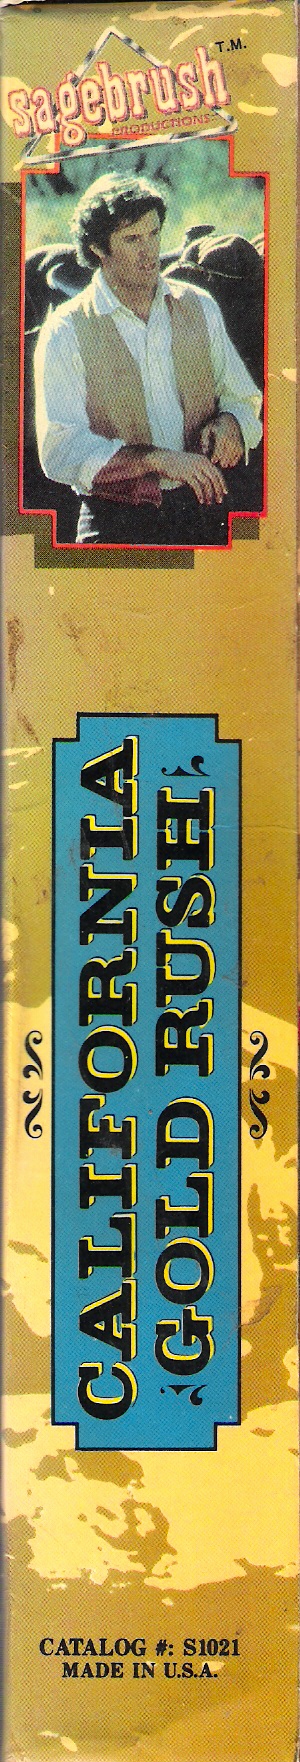 sagebrush T.M.
PRODUCTIONS
CALIFORNIA
GOLD RUSH
CATALOG #: S1021
MADE IN U.S.A.